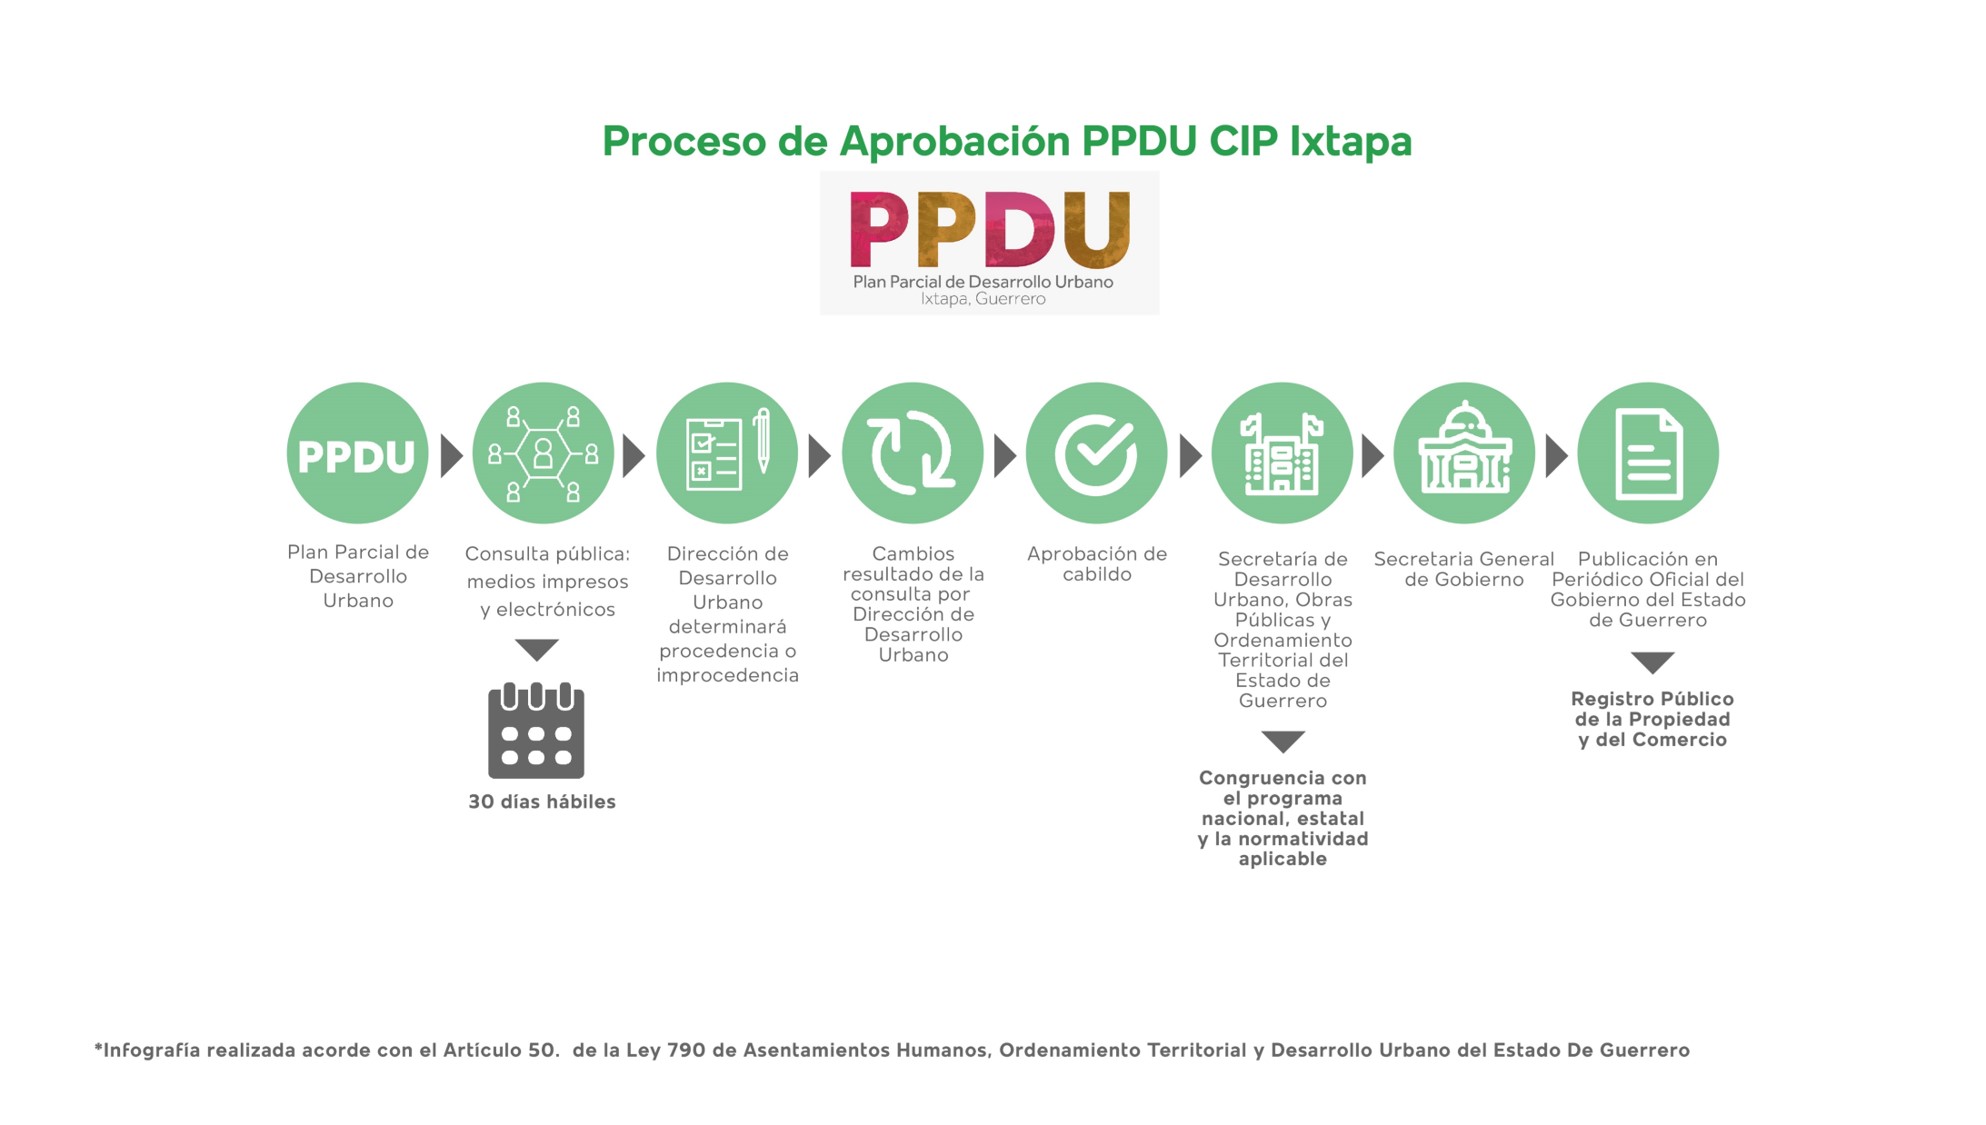 Proceso de Aprobación PPDU CIP Ixtapa
PPDU
Plan Parcial de Desarrollo Urbano
Ixtapa, Guerrero
PPDU
Plan Parcial de
Desarrollo
Urbano
Consulta pública:
medios impresos
y electrónicos
30 días hábiles
Dirección de
Desarrollo
Urbano
determinará
procedencia o
improcedencia
Cambios
resultado de la
consulta por
Dirección de
Desarrollo
Urbano
Aprobación de
cabildo
Secretaría de
Desarrollo
Urbano, Obras
Públicas y
Ordenamiento
Territorial del
Estado de
Guerrero
Congruencia con
el programa
nacional, estatal
y la normatividad
aplicable
Secretaria General
de Gobierno
Publicación en
Periódico Oficial del
Gobierno del Estado
de Guerrero
Registro Público
de la Propiedad
y del Comercio
*Infografía realizada acorde con el Artículo 50.  de la Ley 790 de Asentamientos Humanos, Ordenamiento Territorial y Desarrollo Urbano del Estado De Guerrero